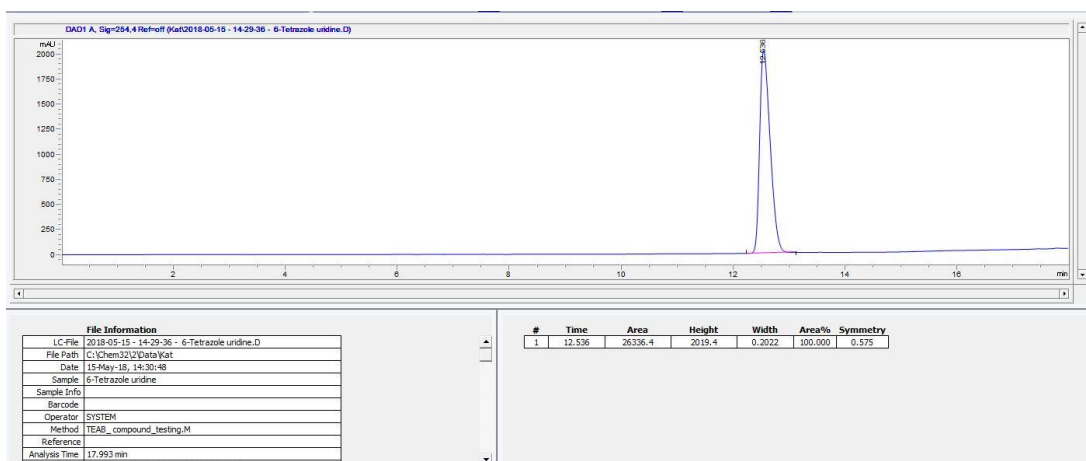 DAD1 A, Sig=254,4 Ref=off (Kat\2018-05-15 - 14-29-36 - 6-Tetrazole uridine.D)
mAU
2000
1750
1500
1250
1000
750
500
250
0
12.536
2 4 6 8 10 12 14 16 min
File Information
LC-File 2018-05-15 - 14-29-36 - 6-Tetrazole uridine.D
File Path C:\Chem32\2\Data\Kat
Date 15-May-18, 14:30:48
Sample 6-Tetrazole uridine
Sample Info
Barcode
Operator SYSTEM
Method TEAB_compound_testing.M
Reference
Analysis Time 17.993 min
# Time Area Height Width Area% Symmetry
1 12.536 26336.4 2019.4 0.2022 100.000 0.575